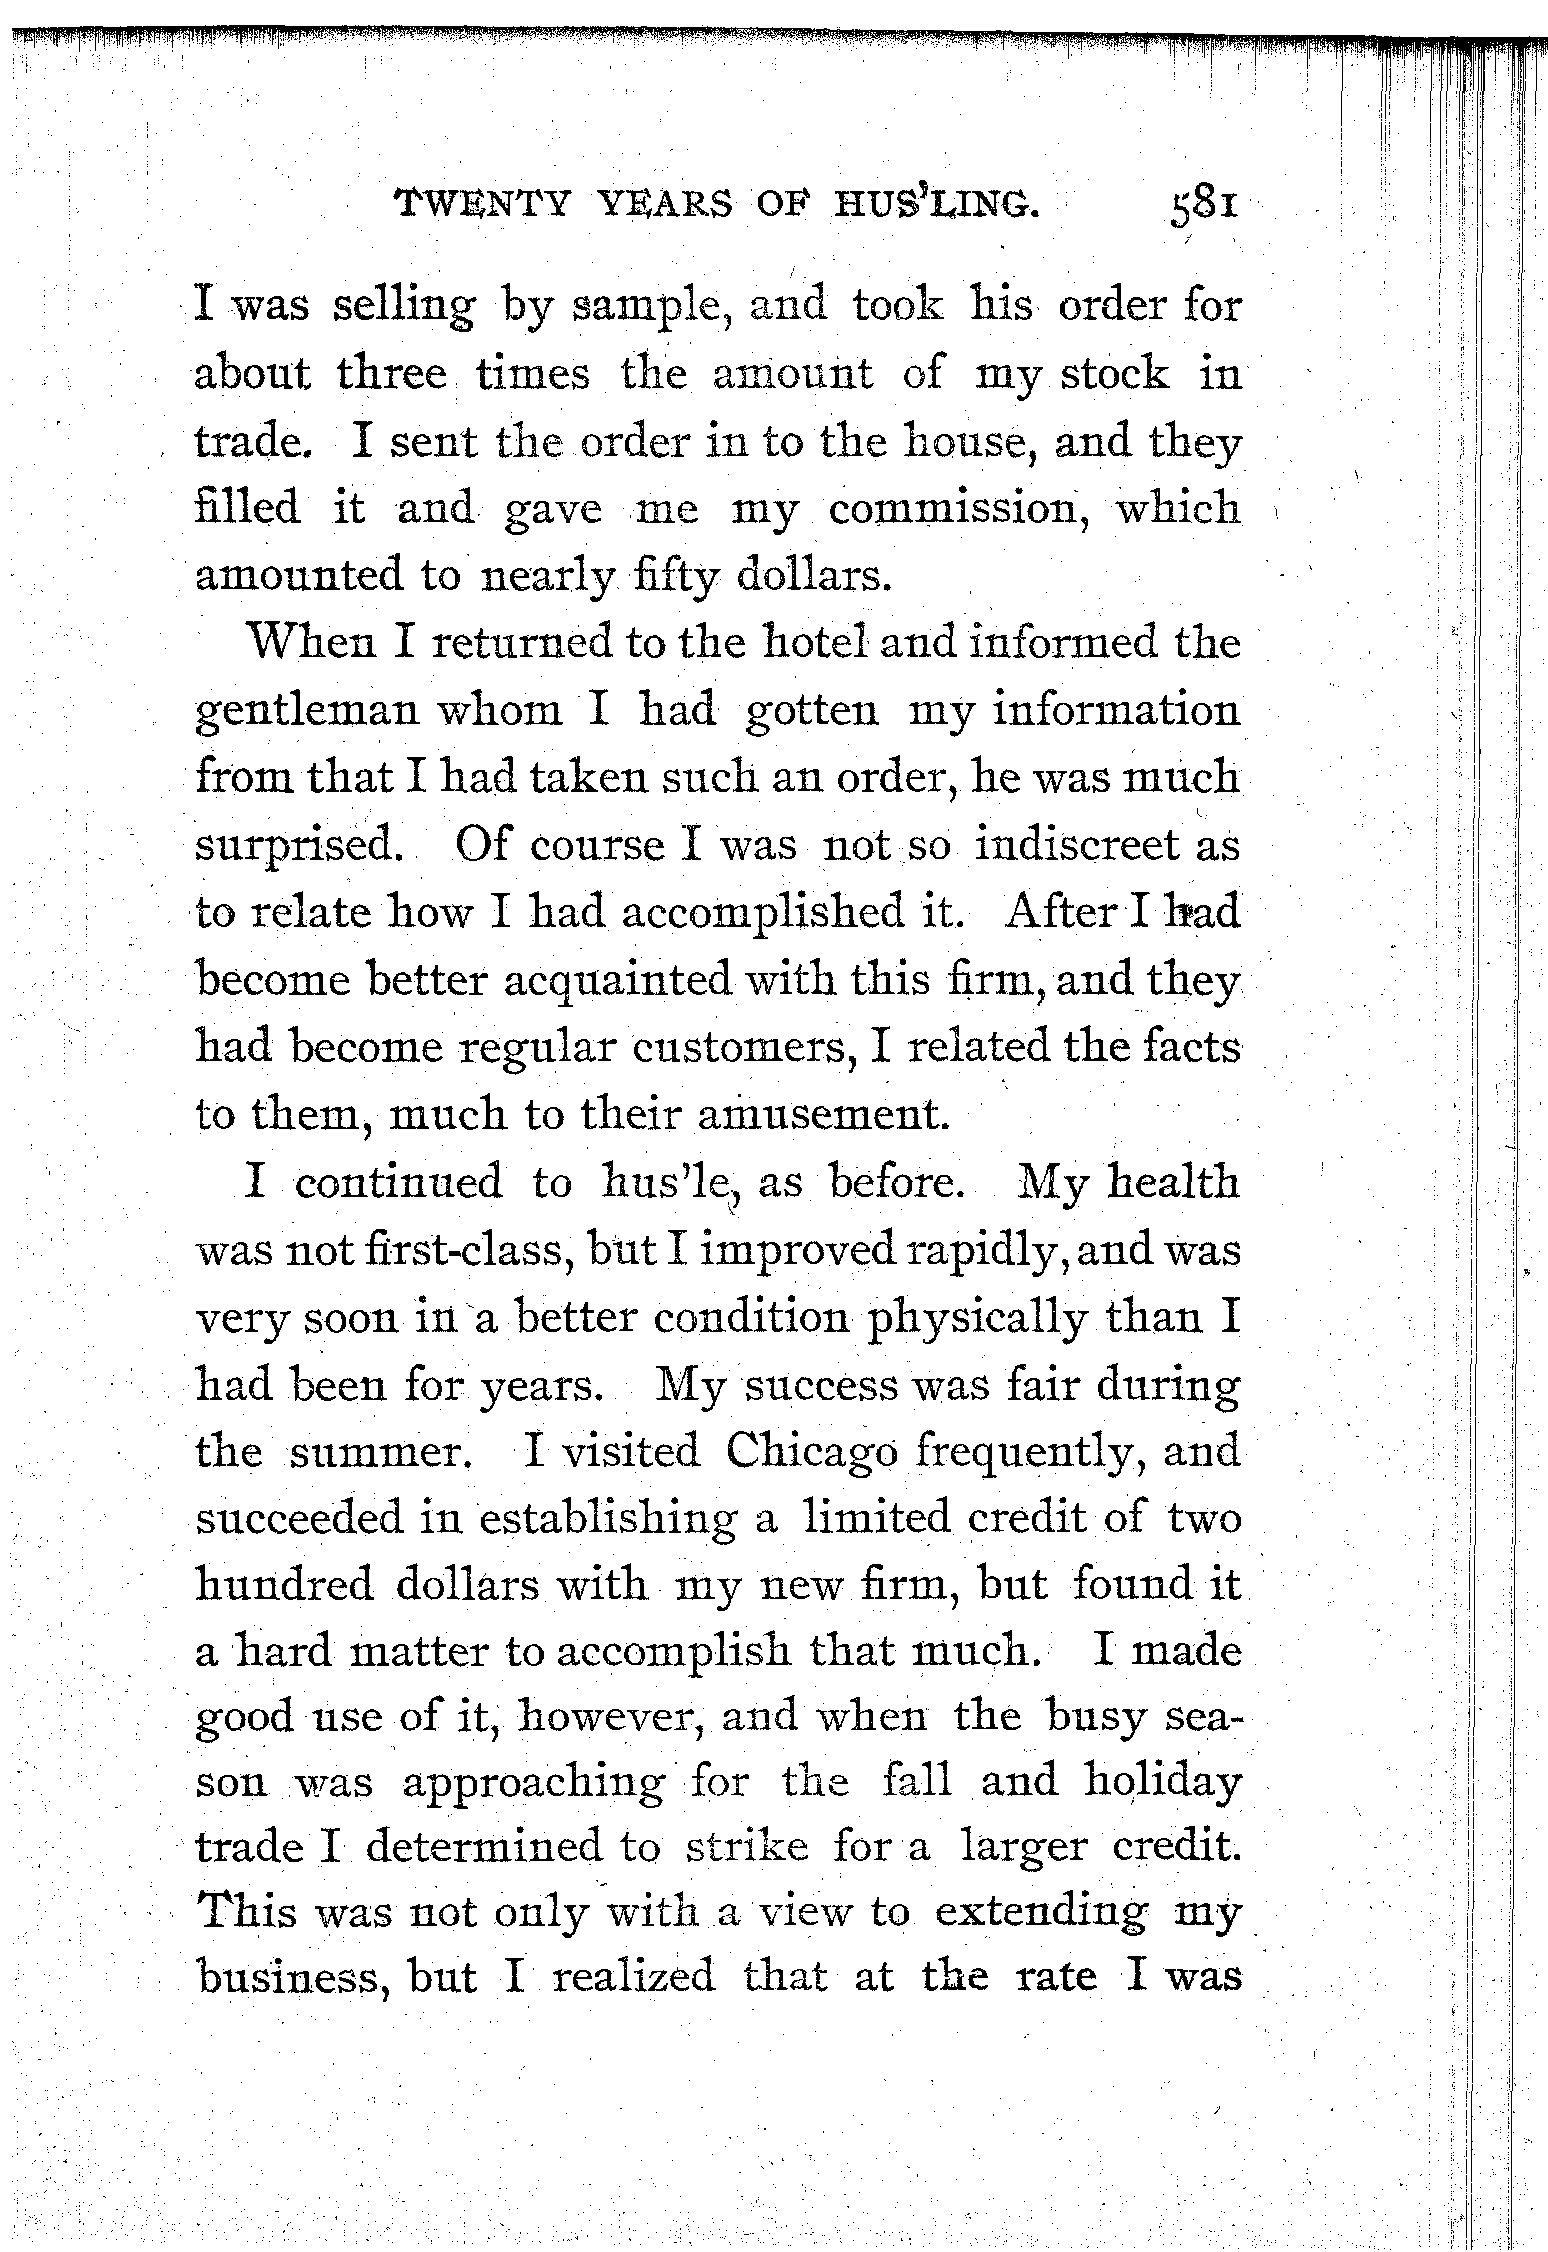 TWENTY YEARS OF HUS'LING. 581
I was selling by sample, and took his order for
about three times the amount of my stock in
trade. I sent the order in to the house, and they
filled it and gave me my commission, which
amounted to nearly fifty dollars.
When I returned to the hotel and informed the
gentleman whom I had gotten my information
from that I had taken such an order, he was much
surprised. Of course I was not so indiscreet as
to relate how I had accomplished it. After I had
become better acquainted with this firm, and they
had become regular customers, I related the facts
to them, much to their amusement.
I continued to hus'le, as before. My health
was not first-class, but I improved rapidly, and was
very soon in a better condition physically than I
had been for years. My success was fair during
the summer. I visited Chicago frequently, and
succeeded in establishing a limited credit of two
hundred dollars with my new firm, but found it
a hard matter to accomplish that much. I made
good use of it, however, and when the busy sea-
son was approaching for the fall and holiday
trade I determined to strike for a larger credit.
This was not only with a view to extending my
business, but I realized that at the rate I was